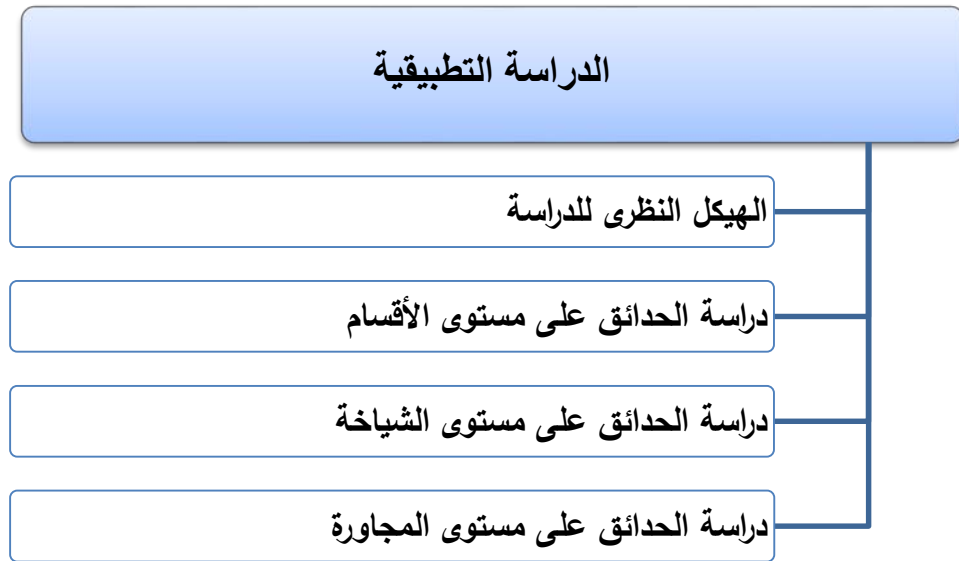 الدراسة التطبيقية
الهيكل النظرى للدراسة
دراسة الحدائق على مستوى الأقسام
دراسة الحدائق على مستوى الشياخة
دراسة الحدائق على مستوى المجاورة